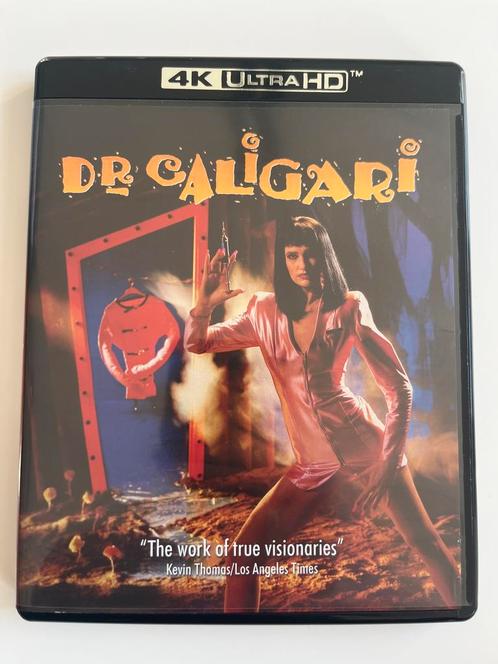 4K ULTRA HD™
DR CALiGARi
"The work of true visionaries"
Kevin Thomas/Los Angeles Times